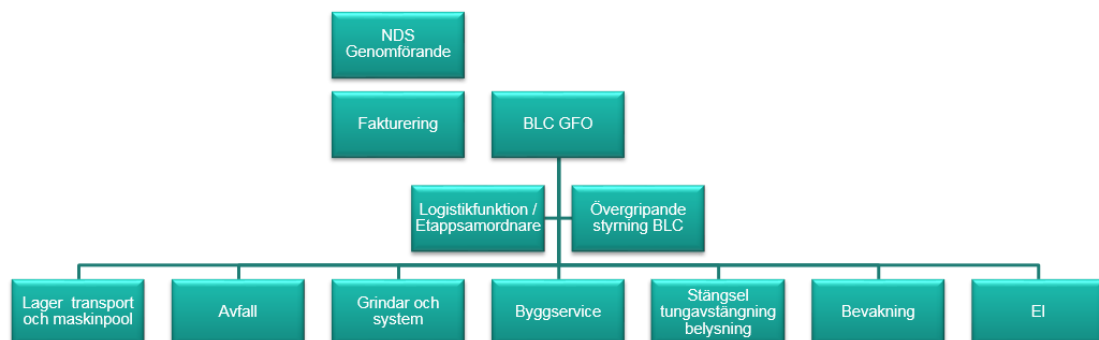 NDS
Genomförande
Fakturering
BLC GFO
Logistikfunktion /
Etappsamordnare
Övergripande
styrning BLC
Lager transport
och maskinpool
Avfall
Grindar och
system
Byggservice
Stängsel
tungavstängning
belysning
Bevakning
El